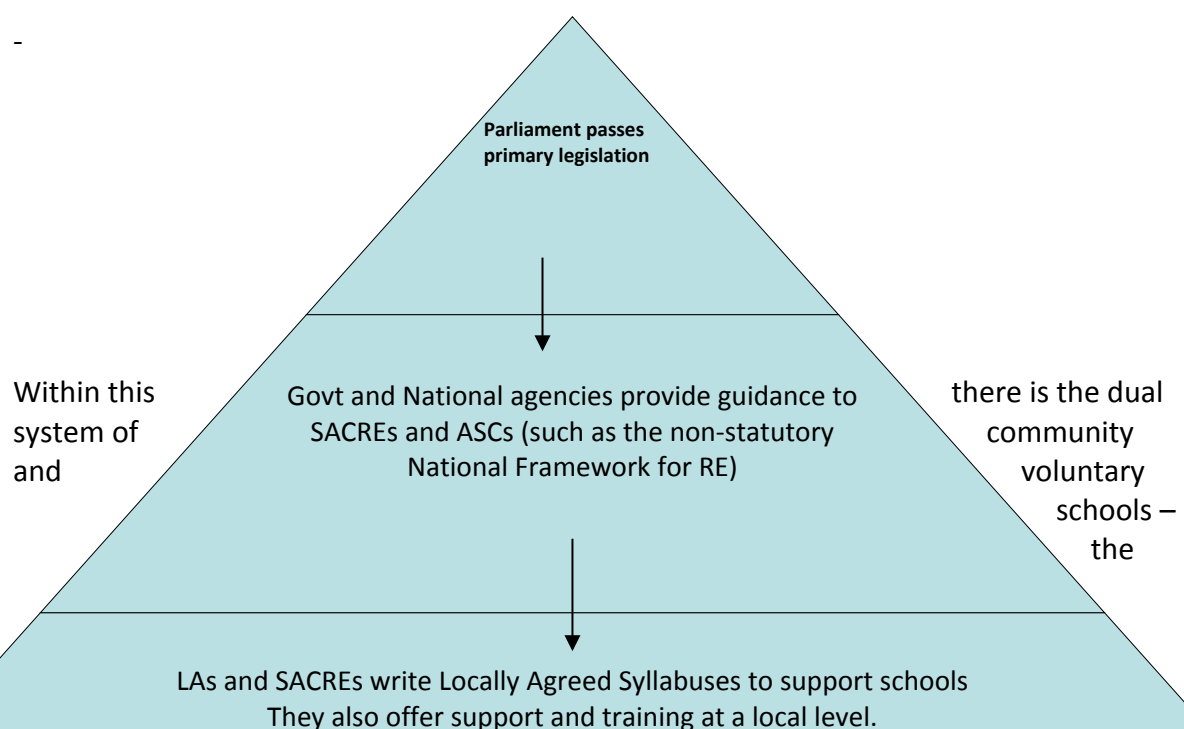 -
Parliament passes
primary legislation
Within this there is the dual
system of community
and voluntary
schools –
the
Govt and National agencies provide guidance to
SACREs and ASCs (such as the non-statutory
National Framework for RE)
LAs and SACREs write Locally Agreed Syllabuses to support schools
They also offer support and training at a local level.